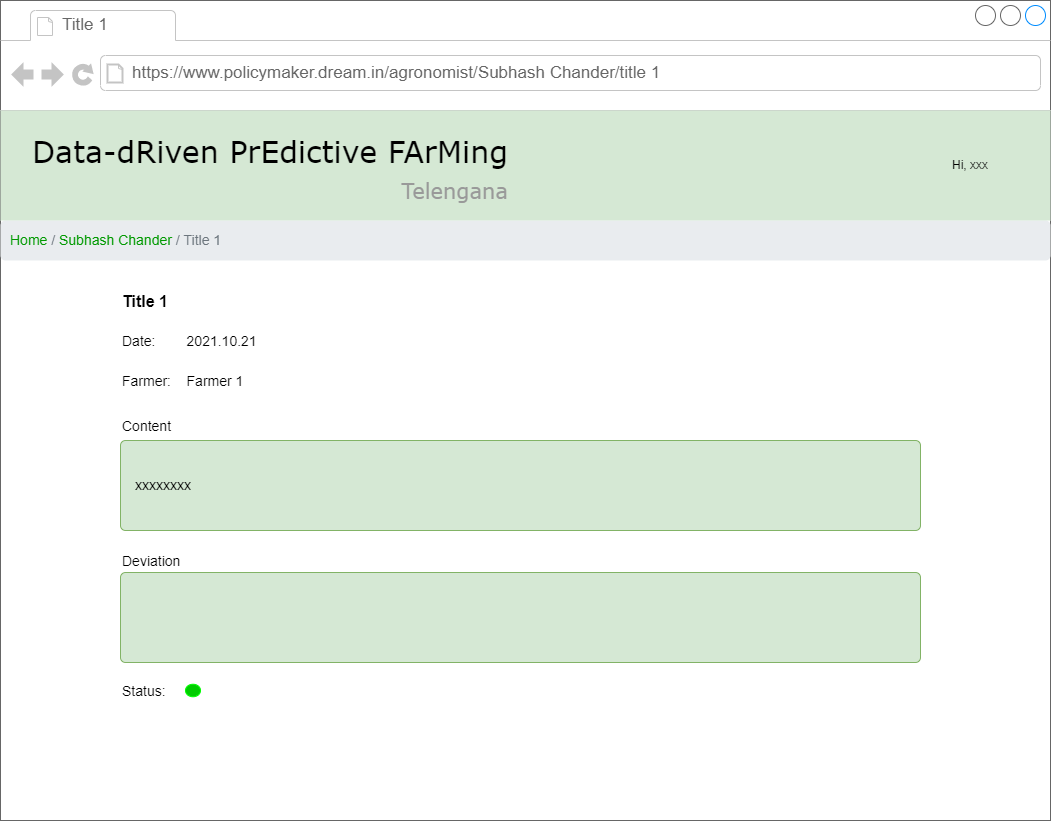 Title 1
https://www.policymaker.dream.in/agronomist/Subhash Chander/title 1
Data-dRiven PrEdictive FArMing
Telengana
Hi, xxx
Home / Subhash Chander / Title 1
Title 1
Date: 2021.10.21
Farmer: Farmer 1
Content
xxxxxxxx
Deviation
Status: